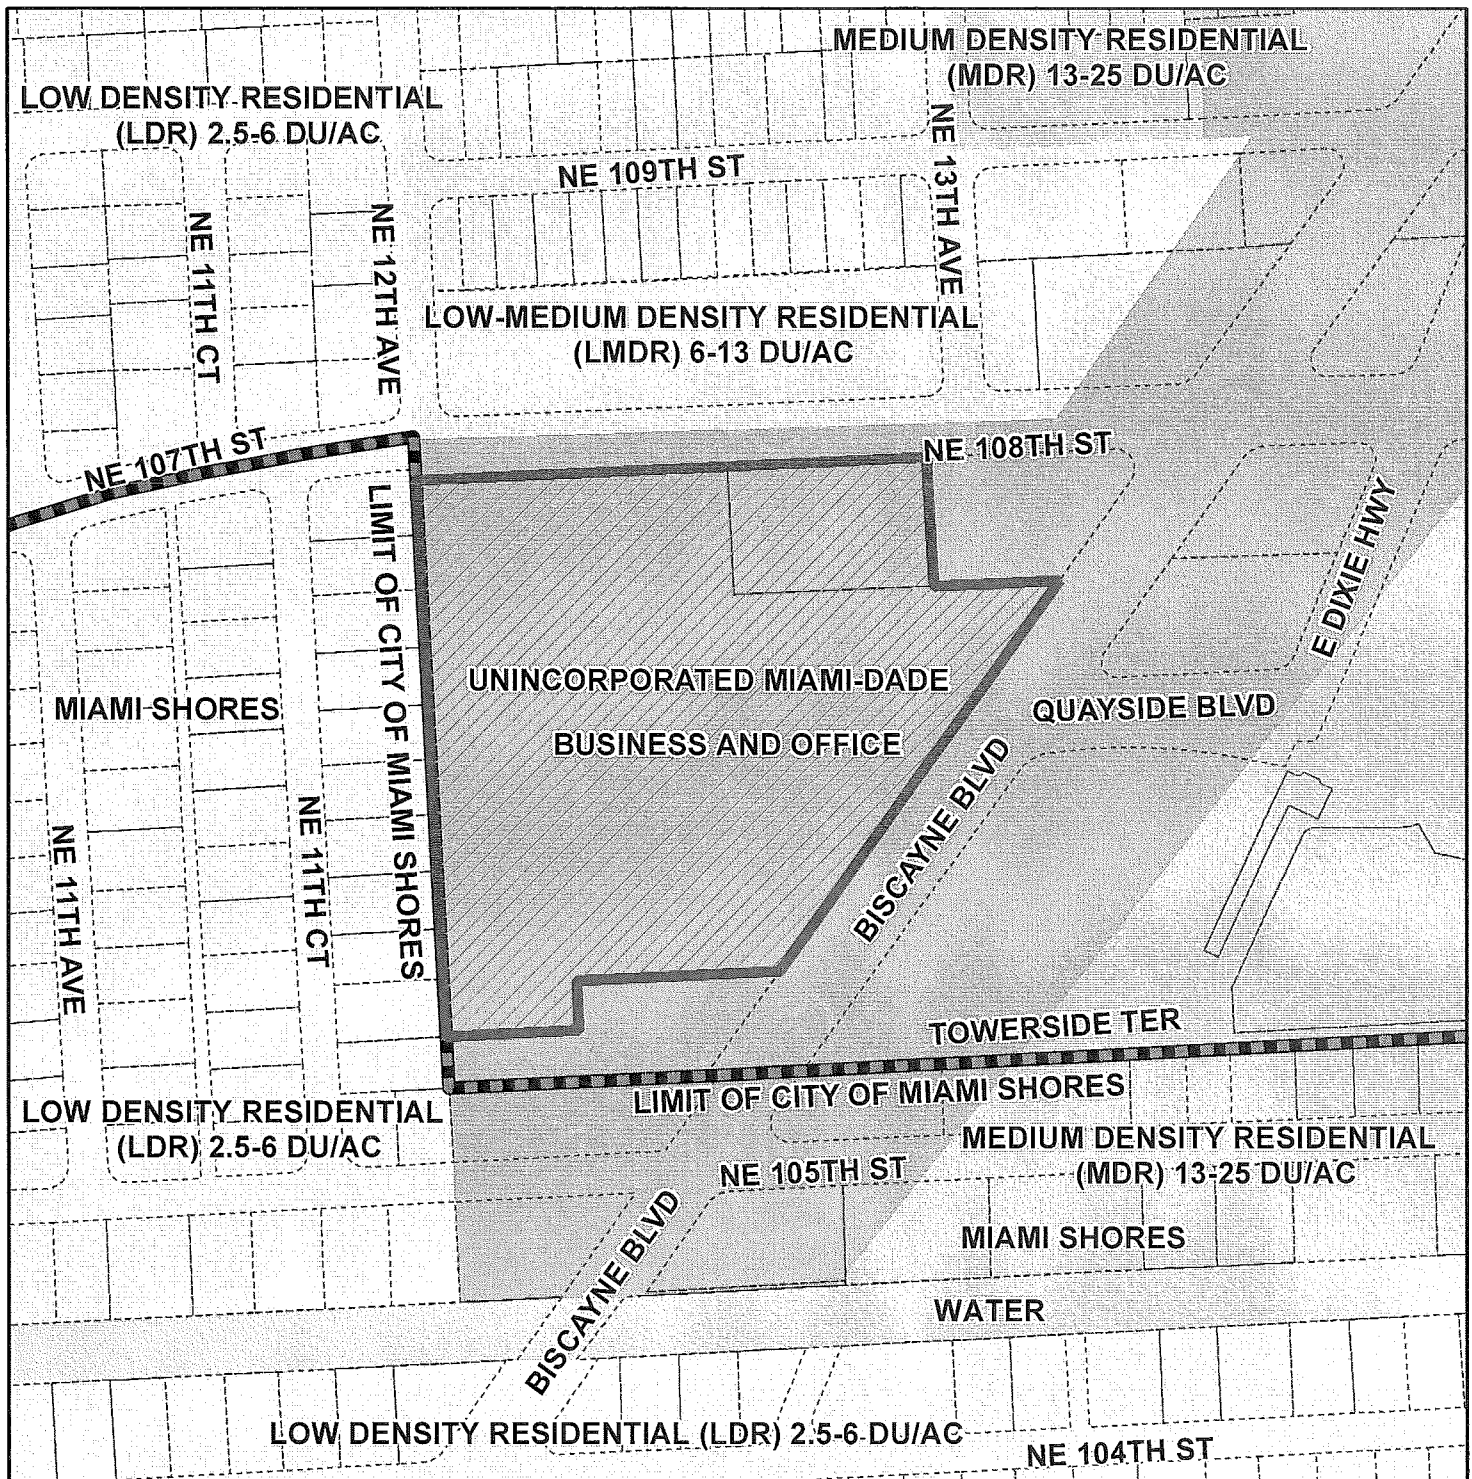 MEDIUM DENSITY RESIDENTIAL
(MDR) 13-25 DU/AC
LOW DENSITY RESIDENTIAL
(LDR) 2.5-6 DU/AC
NE 109TH ST
NE 13TH AVE
NE 11TH CT
NE 12TH AVE
LOW-MEDIUM DENSITY RESIDENTIAL
(LMDR) 6-13 DU/AC
NE 107TH ST
NE 108TH ST
LIMIT OF CITY OF MIAMI SHORES
E DIXIE HWY
UNINCORPORATED MIAMI-DADE
BUSINESS AND OFFICE
MIAMI SHORES
QUAYSIDE BLVD
BISCAYNE BLVD
NE 11TH AVE
NE 11TH CT
TOWERSIDE TER
LIMIT OF CITY OF MIAMI SHORES
LOW DENSITY RESIDENTIAL
(LDR) 2.5-6 DU/AC
MEDIUM DENSITY RESIDENTIAL
(MDR) 13-25 DU/AC
NE 105TH ST
MIAMI SHORES
BISCAYNE BLVD
WATER
LOW DENSITY RESIDENTIAL (LDR) 2.5-6 DU/AC
NE 104TH ST